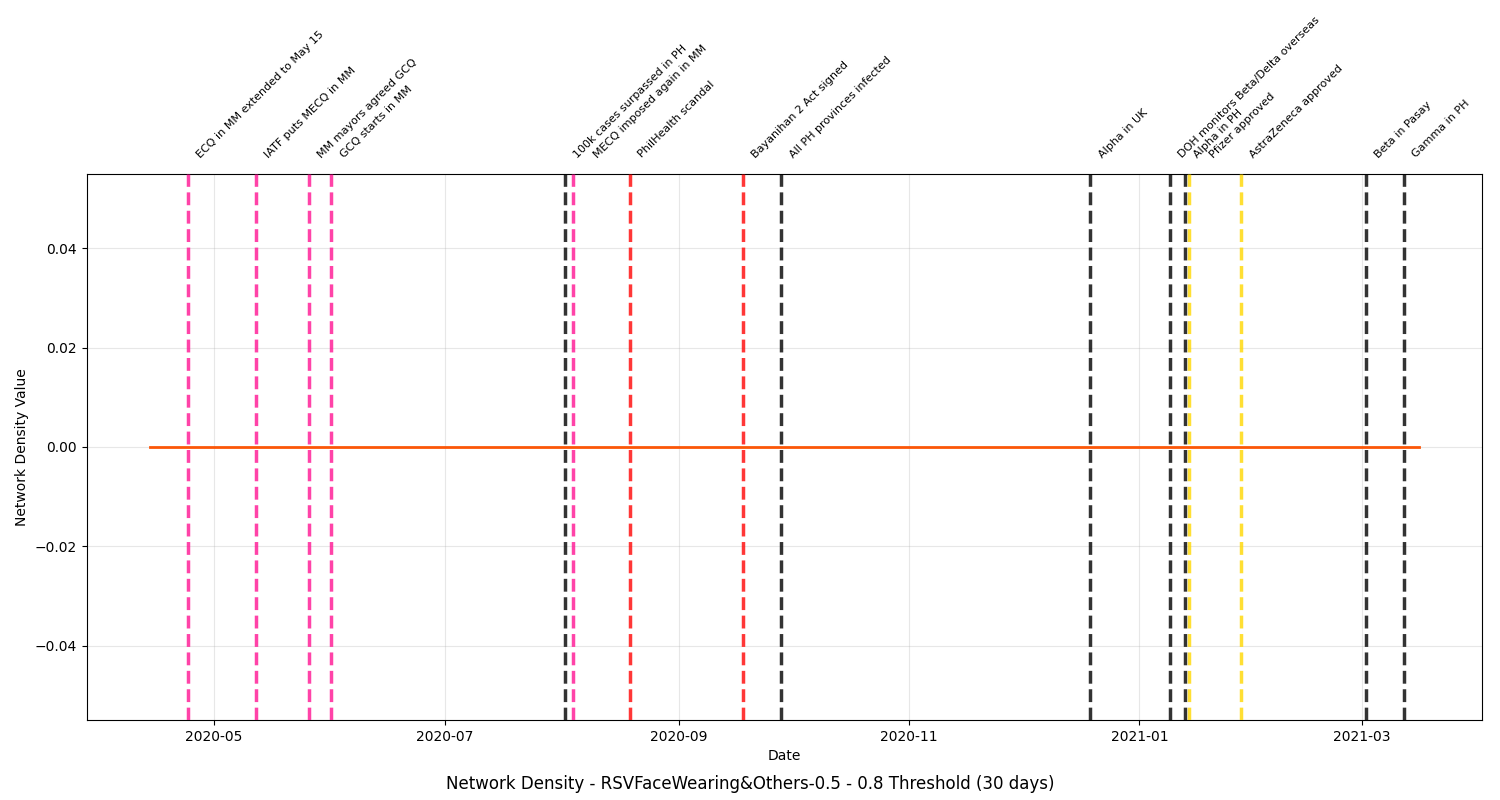 ECQ in MM extended to May 15
IATF puts MECQ in MM
MM mayors agreed GCQ
GCQ starts in MM
100k cases surpassed in PH
MECQ imposed again in MM
PhilHealth scandal
Bayanihan 2 Act signed
All PH provinces infected
Alpha in UK
DOH monitors Beta/Delta overseas
Alpha in PH
Pfizer approved
AstraZeneca approved
Beta in Pasay
Gamma in PH
Network Density Value
0.04
0.02
0.00
−0.02
−0.04
2020-05
2020-07
2020-09
2020-11
2021-01
2021-03
Date
Network Density - RSVFaceWearing&Others-0.5 - 0.8 Threshold (30 days)